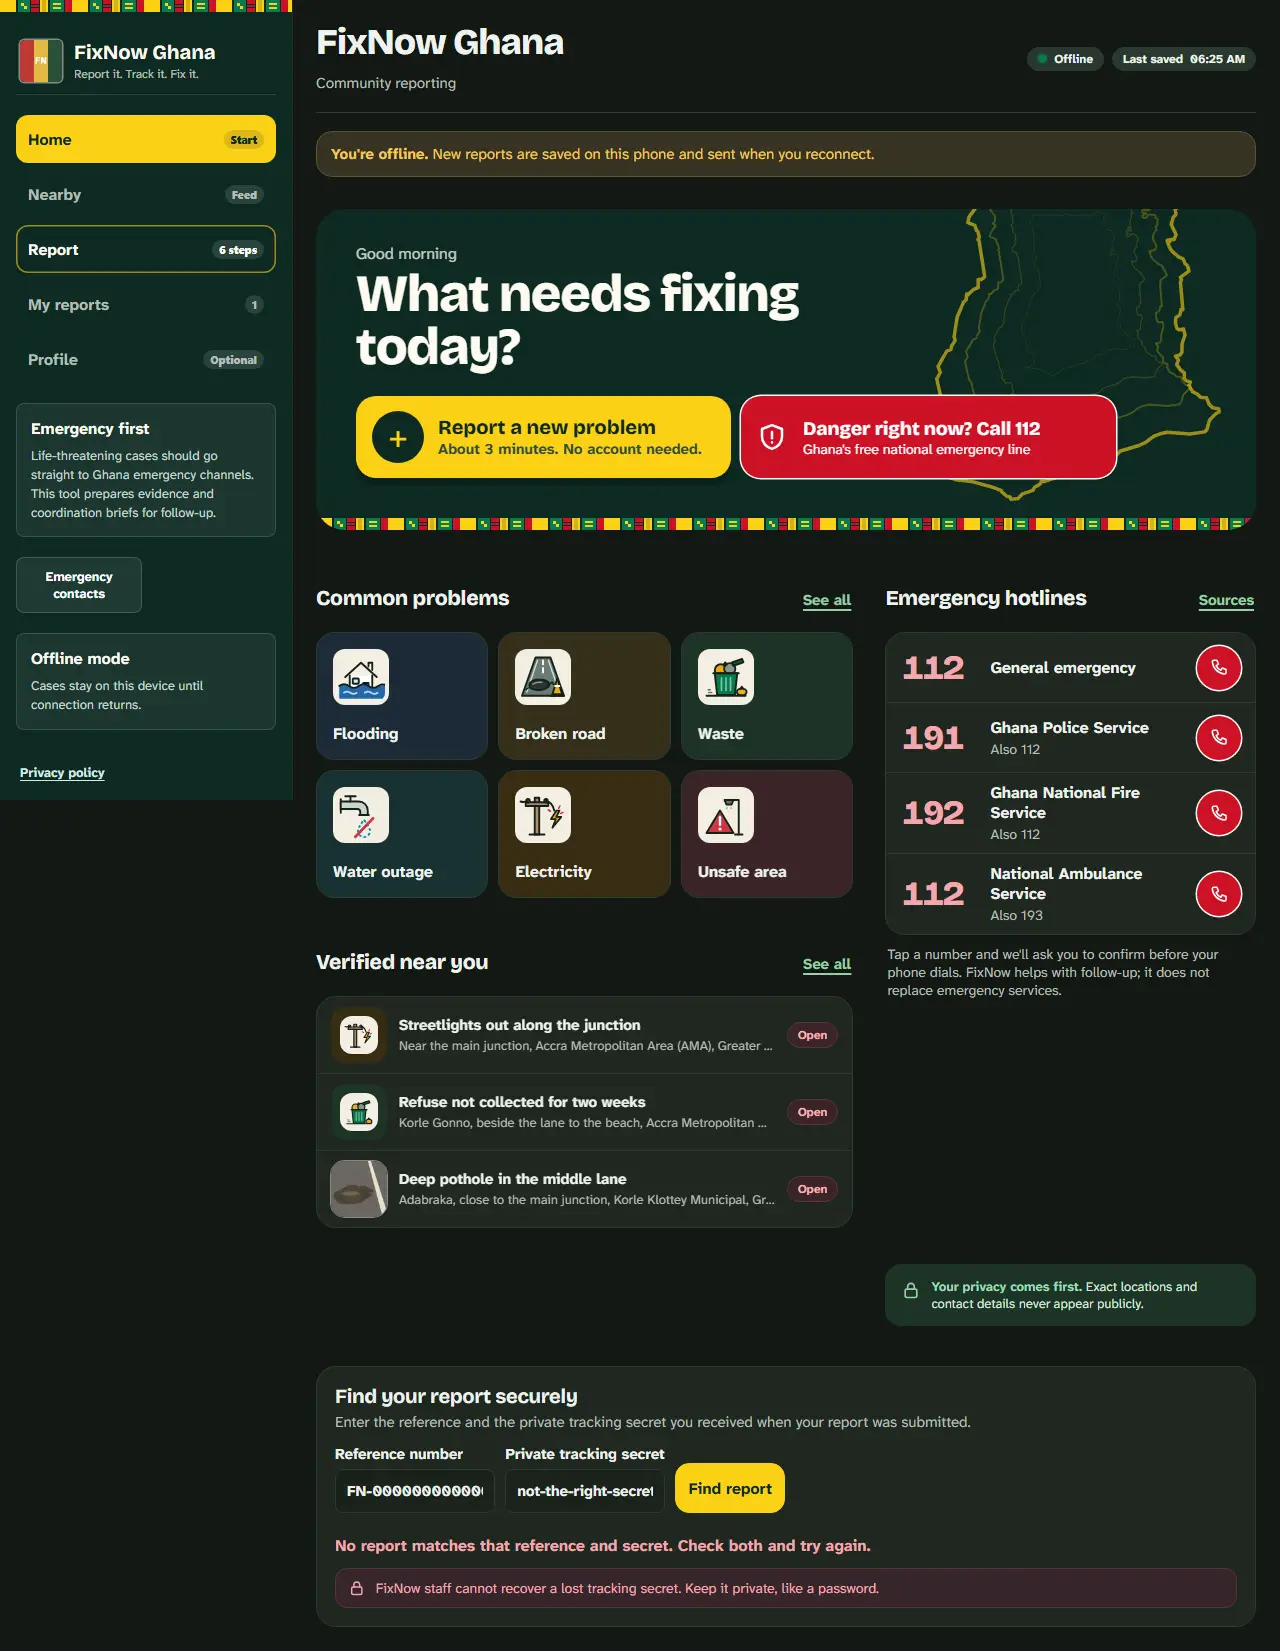 FN
FixNow Ghana
Report it. Track it. Fix it.
Home
Start
Nearby
Feed
Report
6 steps
My reports
1
Profile
Optional
Emergency first
Life-threatening cases should go
straight to Ghana emergency channels.
This tool prepares evidence and
coordination briefs for follow-up.
Emergency
contacts
Offline mode
Cases stay on this device until
connection returns.
Privacy policy
FixNow Ghana
Community reporting
Offline
Last saved 06:25 AM
You're offline. New reports are saved on this phone and sent when you reconnect.
Good morning
What needs fixing
today?
Report a new problem
About 3 minutes. No account needed.
Danger right now? Call 112
Ghana's free national emergency line
Common problems
See all
Flooding
Broken road
Waste
Water outage
Electricity
Unsafe area
Verified near you
See all
Streetlights out along the junction
Near the main junction, Accra Metropolitan Area (AMA), Greater ...
Open
Refuse not collected for two weeks
Korle Gonno, beside the lane to the beach, Accra Metropolitan ...
Open
Deep pothole in the middle lane
Adabraka, close to the main junction, Korle Klottey Municipal, Gr...
Open
Emergency hotlines
Sources
112
General emergency
191
Ghana Police Service
Also 112
192
Ghana National Fire
Service
Also 112
112
National Ambulance
Service
Also 193
Tap a number and we'll ask you to confirm before your
phone dials. FixNow helps with follow-up; it does not
replace emergency services.
Your privacy comes first. Exact locations and
contact details never appear publicly.
Find your report securely
Enter the reference and the private tracking secret you received when your report was submitted.
Reference number
Private tracking secret
FN-000000000000
not-the-right-secret
Find report
No report matches that reference and secret. Check both and try again.
FixNow staff cannot recover a lost tracking secret. Keep it private, like a password.